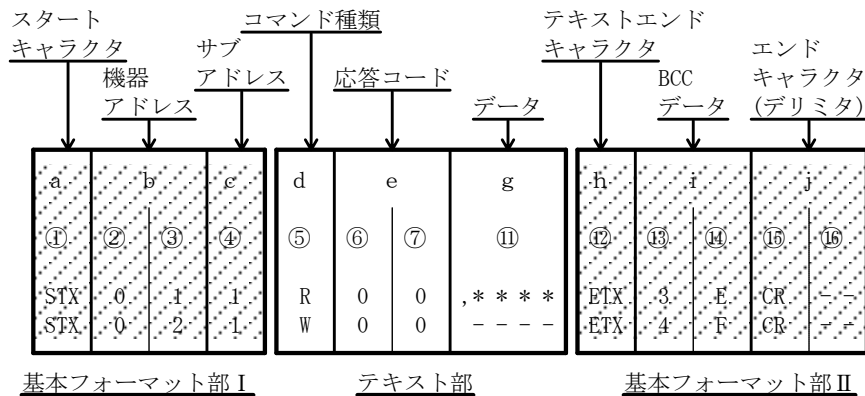 スタート
キャラクタ
機器
アドレス
サブ
アドレス
コマンド種類
応答コード
データ
テキストエンド
キャラクタ
BCC
データ
エンド
キャラクタ
(デリミタ)
a b c d e g h i j
① ② ③ ④ ⑤ ⑥ ⑦ ⑪ ⑫ ⑬ ⑭ ⑮ ⑯
STX 0 1 1 R 0 0 ,**** ETX 3 E CR --
STX 0 2 1 W 0 0 ---- ETX 4 F CR --
基本フォーマット部Ⅰ テキスト部 基本フォーマット部Ⅱ